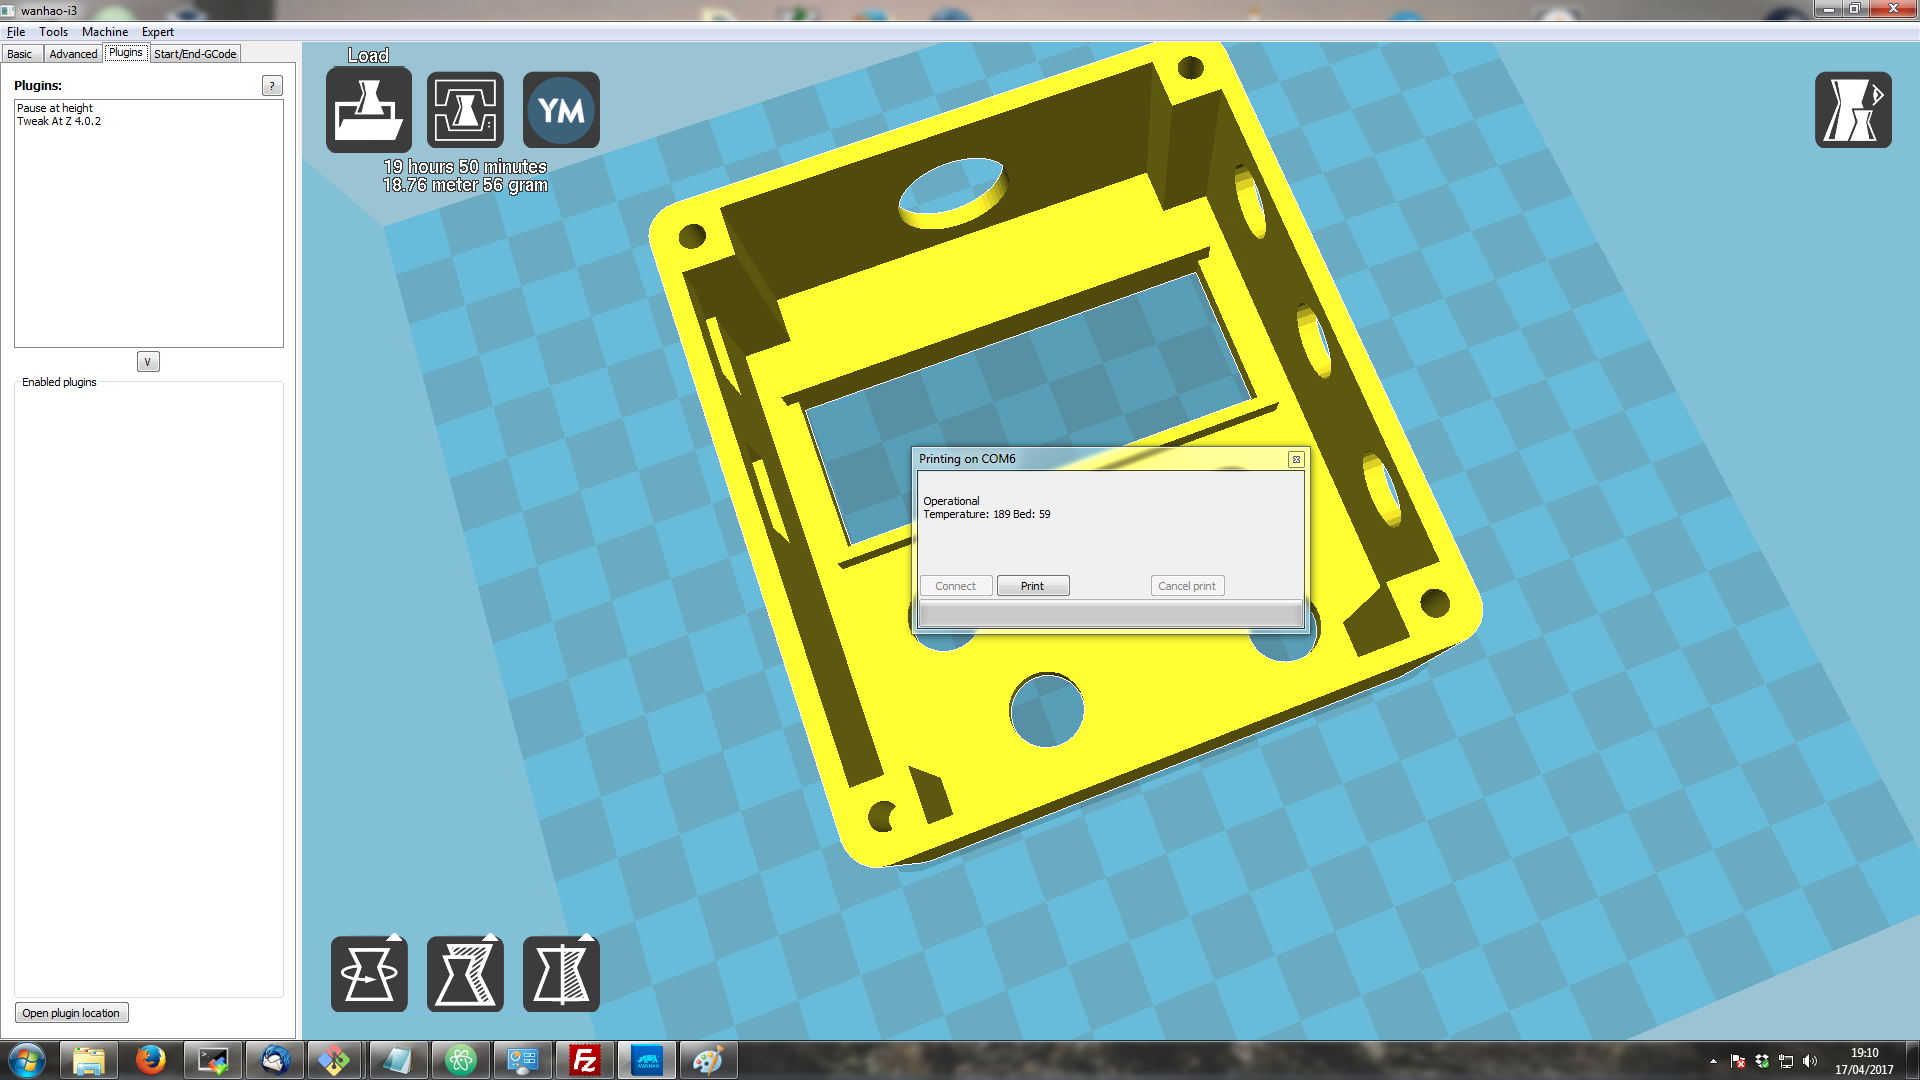 wanhao-i3
File Tools Machine Expert
Basic Advanced Plugins Start/End-GCode
Plugins:
?
Pause at height
Tweak At Z 4.0.2
V
Enabled plugins
Open plugin location
Load
YM
19 hours 50 minutes
18.76 meter 56 gram
Printing on COM6
Operational
Temperature: 189 Bed: 59
Connect Print Cancel print
Fz
WANHAO
19:10
17/04/2017